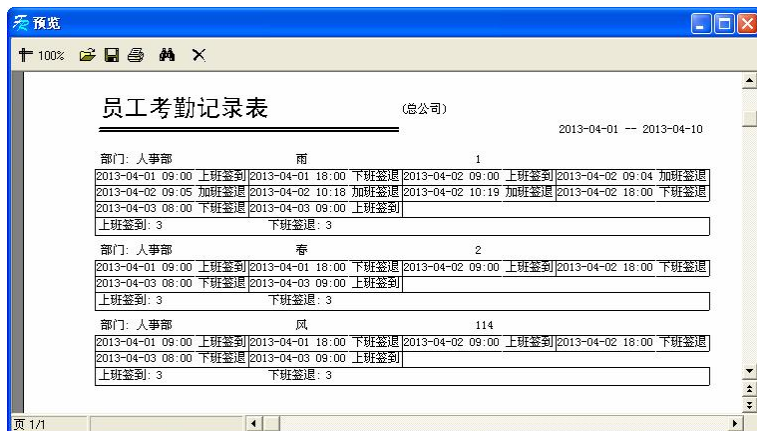 预览
100%
员工考勤记录表 (总公司)
2013-04-01 -- 2013-04-10
部门: 人事部 雨 1
2013-04-01 09:00 上班签到 2013-04-01 18:00 下班签退 2013-04-02 09:00 上班签到 2013-04-02 09:04 加班签退
2013-04-02 09:05 加班签退 2013-04-02 10:18 加班签退 2013-04-02 10:19 加班签退 2013-04-02 18:00 下班签退
2013-04-03 08:00 下班签退 2013-04-03 09:00 上班签到
上班签到: 3 下班签退: 3
部门: 人事部 春 2
2013-04-01 09:00 上班签到 2013-04-01 18:00 下班签退 2013-04-02 09:00 上班签到 2013-04-02 18:00 下班签退
2013-04-03 08:00 下班签退 2013-04-03 09:00 上班签到
上班签到: 3 下班签退: 3
部门: 人事部 风 114
2013-04-01 09:00 上班签到 2013-04-01 18:00 下班签退 2013-04-02 09:00 上班签到 2013-04-02 18:00 下班签退
2013-04-03 08:00 下班签退 2013-04-03 09:00 上班签到
上班签到: 3 下班签退: 3
页 1/1